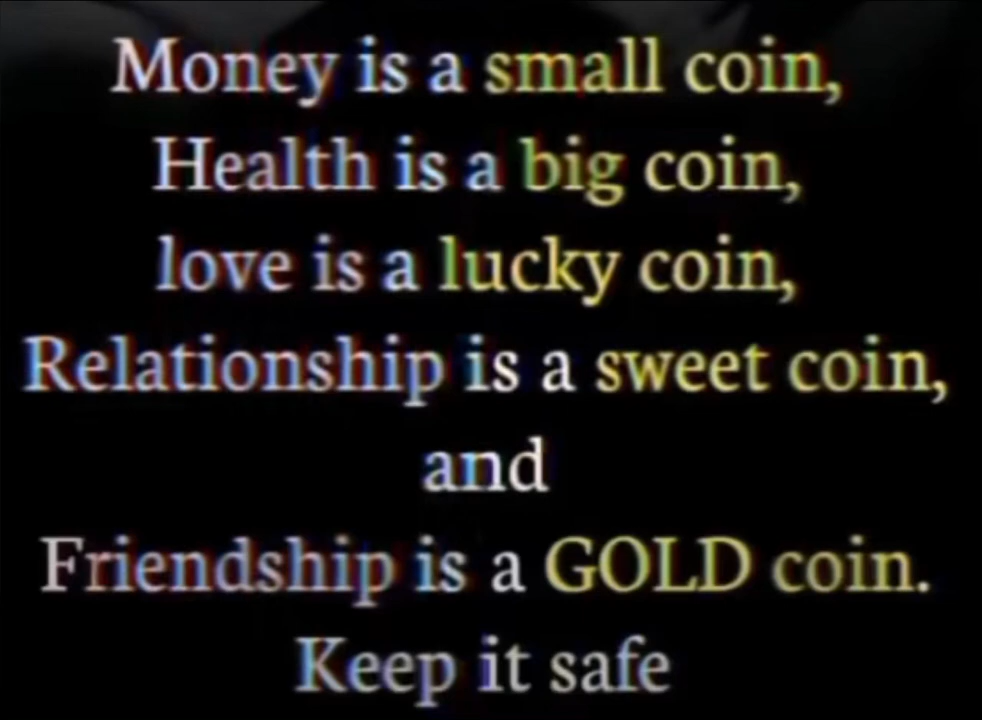 Money is a small coin,
Health is a big coin,
love is a lucky coin,
Relationship is a sweet coin,
and
Friendship is a GOLD coin.
Keep it safe